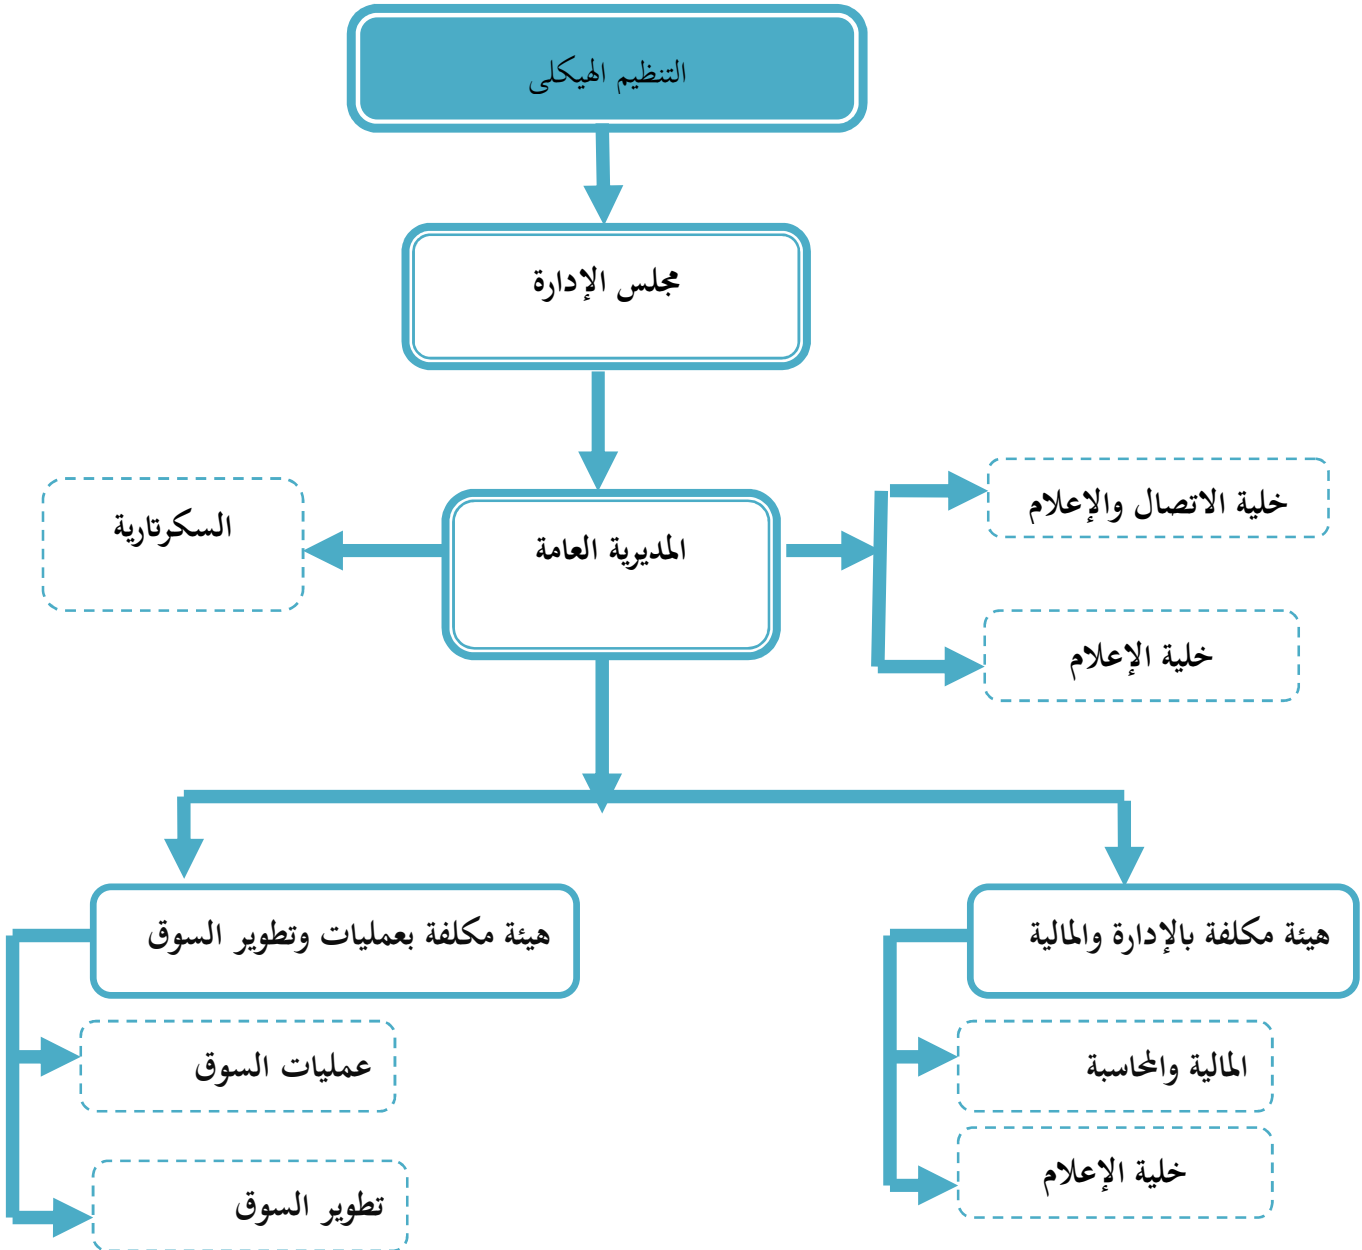 التنظيم الهيكلى
مجلس الإدارة
خلية الاتصال والإعلام
السكرتارية
المديرية العامة
خلية الإعلام
هيئة مكلفة بالإدارة والمالية
هيئة مكلفة بعمليات وتطوير السوق
المالية والمحاسبة
عمليات السوق
خلية الإعلام
تطوير السوق